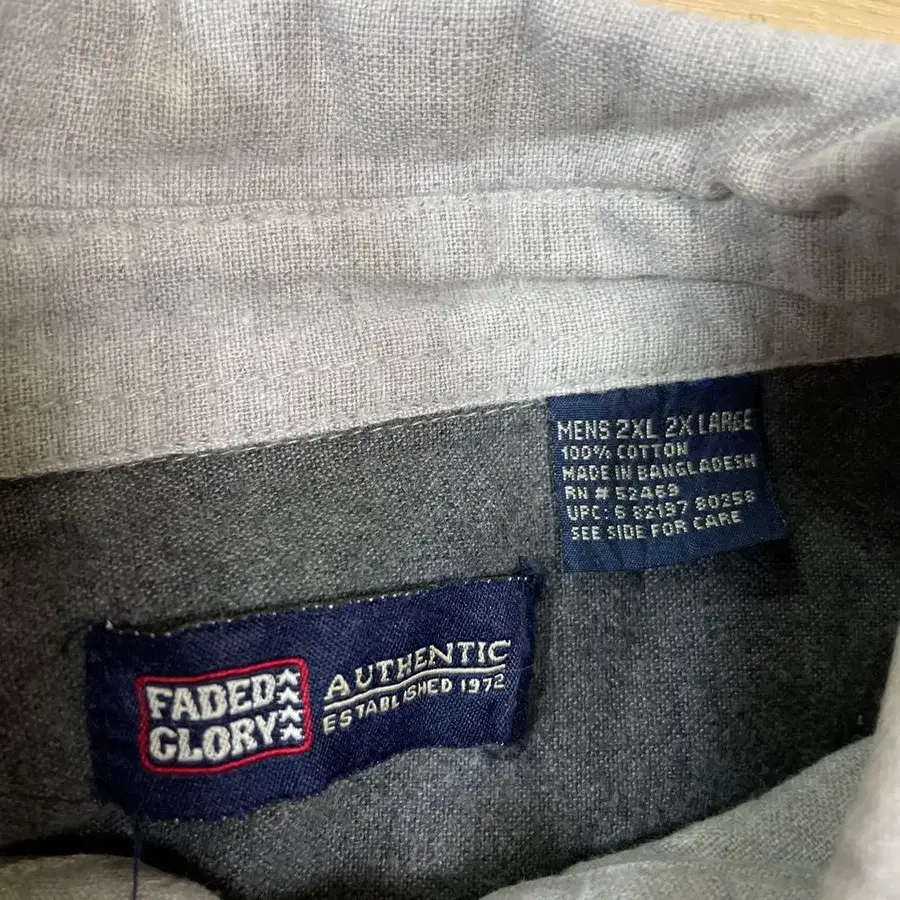 MENS 2XL 2X LARGE
100% COTTON
MADE IN BANGLADESH
RN # 52469
UPC: 6 82197 80258
SEE SIDE FOR CARE
FADED
GLORY
AUTHENTIC
ESTABLISHED 1972